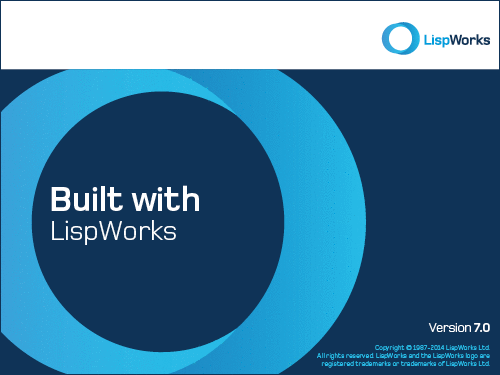 LispWorks
Built with
LispWorks
Version 7.0
Copyright © 1987-2014 LispWorks Ltd.
All rights reserved. LispWorks and the LispWorks logo are
registered trademarks or trademarks of LispWorks Ltd.